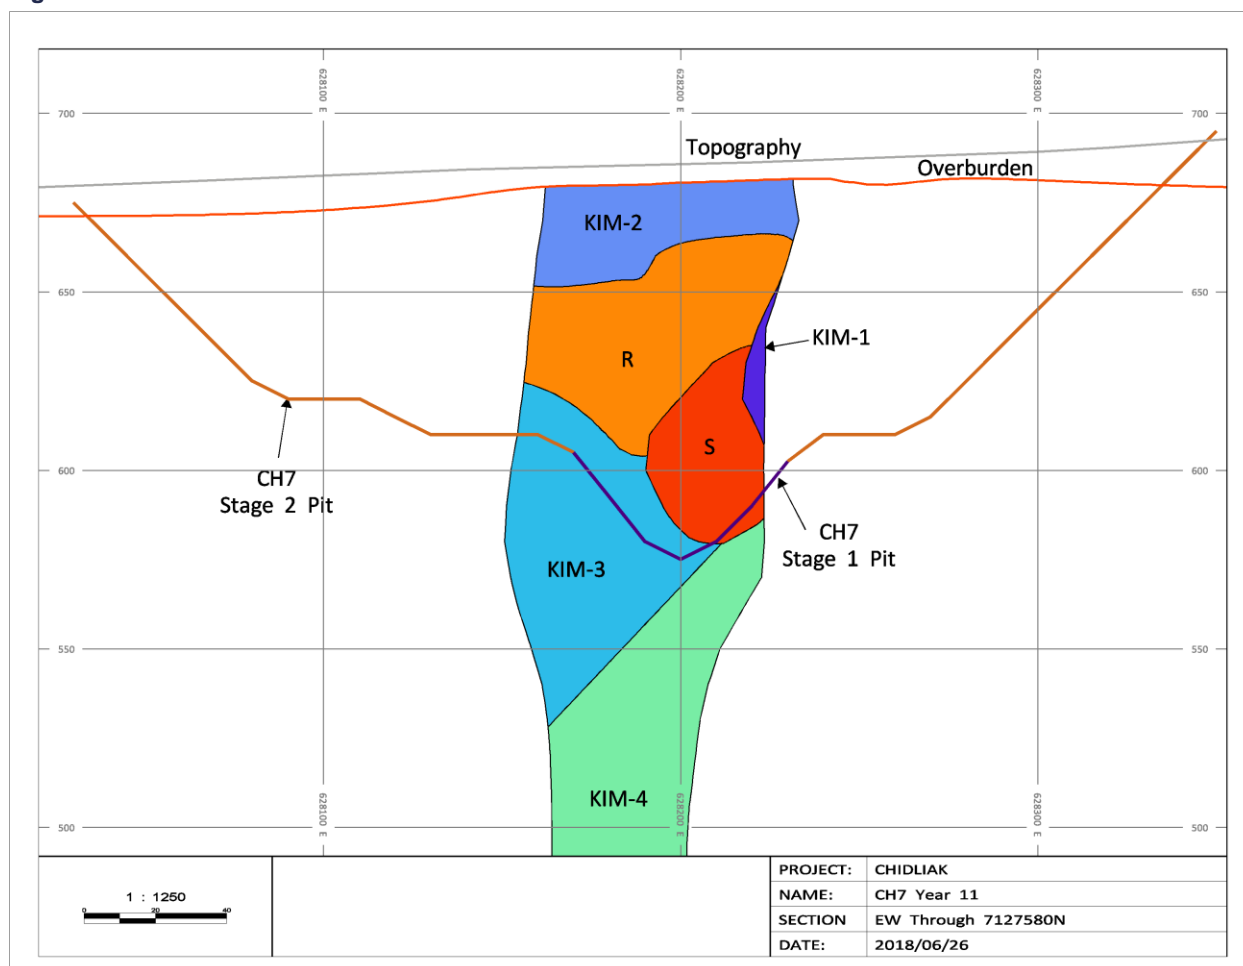 628100 E
628200 E
628300 E
700
700
Topography
Overburden
KIM-2
650
650
KIM-1
R
S
600
600
CH7
Stage 2 Pit
CH7
Stage 1 Pit
KIM-3
550
550
KIM-4
628100 E
628200 E
628300 E
500
500
1 : 1250
0 20 40
PROJECT: CHIDLIAK
NAME: CH7 Year 11
SECTION EW Through 7127580N
DATE: 2018/06/26